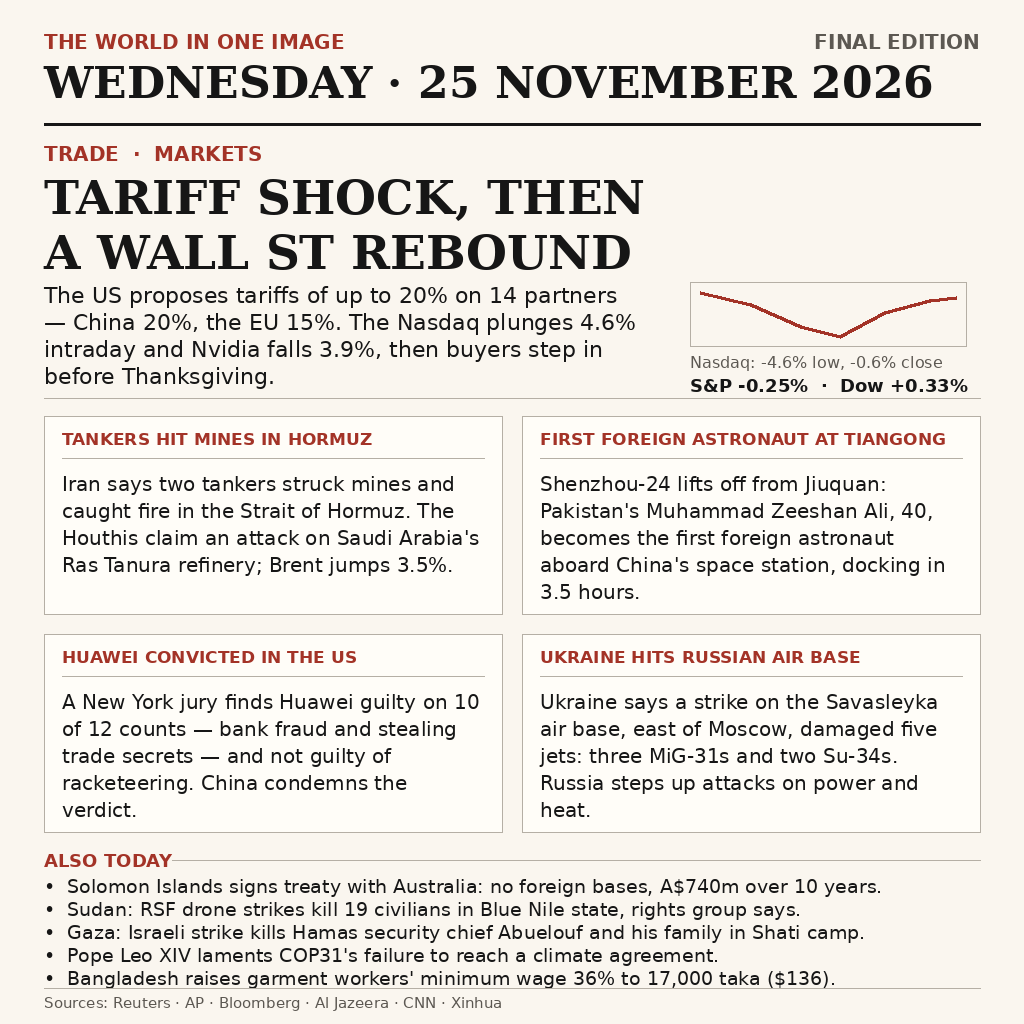 THE WORLD IN ONE IMAGE
FINAL EDITION
WEDNESDAY · 25 NOVEMBER 2026
TRADE · MARKETS
TARIFF SHOCK, THEN
A WALL ST REBOUND
The US proposes tariffs of up to 20% on 14 partners
— China 20%, the EU 15%. The Nasdaq plunges 4.6%
intraday and Nvidia falls 3.9%, then buyers step in
before Thanksgiving.
Nasdaq: -4.6% low, -0.6% close
S&P -0.25% · Dow +0.33%
TANKERS HIT MINES IN HORMUZ
Iran says two tankers struck mines and
caught fire in the Strait of Hormuz. The
Houthis claim an attack on Saudi Arabia's
Ras Tanura refinery; Brent jumps 3.5%.
FIRST FOREIGN ASTRONAUT AT TIANGONG
Shenzhou-24 lifts off from Jiuquan:
Pakistan's Muhammad Zeeshan Ali, 40,
becomes the first foreign astronaut
aboard China's space station, docking in
3.5 hours.
HUAWEI CONVICTED IN THE US
A New York jury finds Huawei guilty on 10
of 12 counts — bank fraud and stealing
trade secrets — and not guilty of
racketeering. China condemns the
verdict.
UKRAINE HITS RUSSIAN AIR BASE
Ukraine says a strike on the Savasleyka
air base, east of Moscow, damaged five
jets: three MiG-31s and two Su-34s.
Russia steps up attacks on power and
heat.
ALSO TODAY
• Solomon Islands signs treaty with Australia: no foreign bases, A$740m over 10 years.
• Sudan: RSF drone strikes kill 19 civilians in Blue Nile state, rights group says.
• Gaza: Israeli strike kills Hamas security chief Abuelouf and his family in Shati camp.
• Pope Leo XIV laments COP31's failure to reach a climate agreement.
• Bangladesh raises garment workers' minimum wage 36% to 17,000 taka ($136).
Sources: Reuters · AP · Bloomberg · Al Jazeera · CNN · Xinhua